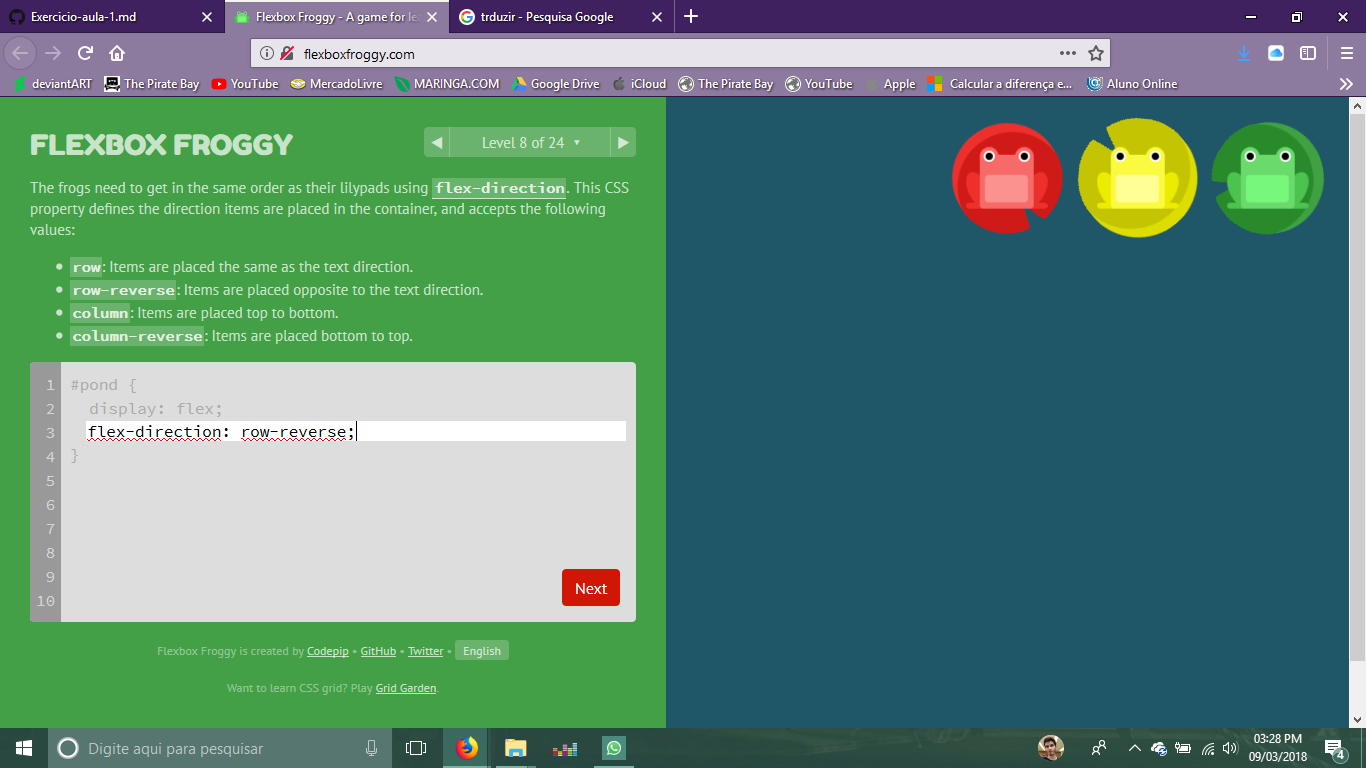 Exercicio-aula-1.md
Flexbox Froggy - A game for le
trduzir - Pesquisa Google
flexboxfroggy.com
deviantART
The Pirate Bay
YouTube
MercadoLivre
MARINGA.COM
Google Drive
iCloud
The Pirate Bay
YouTube
Apple
Calcular a diferença e...
Aluno Online
FLEXBOX FROGGY
Level 8 of 24
The frogs need to get in the same order as their lilypads using flex-direction. This CSS
property defines the direction items are placed in the container, and accepts the following
values:
row: Items are placed the same as the text direction.
row-reverse: Items are placed opposite to the text direction.
column: Items are placed top to bottom.
column-reverse: Items are placed bottom to top.
1 #pond {
2 display: flex;
3 flex-direction: row-reverse;
4 }
5
6
7
8
9
10
Next
Flexbox Froggy is created by Codepip • GitHub • Twitter • English
Want to learn CSS grid? Play Grid Garden.
Digite aqui para pesquisar
03:28 PM
09/03/2018
4